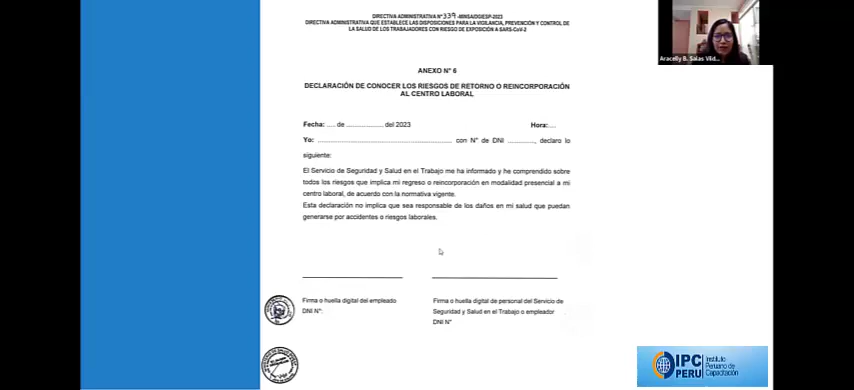 DIRECTIVA ADMINISTRATIVA N° 339 -MINSA/DGIESP-2023
DIRECTIVA ADMINISTRATIVA QUE ESTABLECE LAS DISPOSICIONES PARA LA VIGILANCIA, PREVENCIÓN Y CONTROL DE
LA SALUD DE LOS TRABAJADORES CON RIESGO DE EXPOSICIÓN A SARS-CoV-2
ANEXO N° 6
DECLARACIÓN DE CONOCER LOS RIESGOS DE RETORNO O REINCORPORACIÓN
AL CENTRO LABORAL
Fecha: .... de .................. del 2023 Hora:....
Yo: ................................................................ con N° de DNI ............, declaro lo
siguiente:
El Servicio de Seguridad y Salud en el Trabajo me ha informado y he comprendido sobre
todos los riesgos que implica mi regreso o reincorporación en modalidad presencial a mi
centro laboral, de acuerdo con la normativa vigente.
Esta declaración no implica que sea responsable de los daños en mi salud que puedan
generarse por accidentes o riesgos laborales.
Firma o huella digital del empleado
DNI N°:
Firma o huella digital de personal del Servicio de
Seguridad y Salud en el Trabajo o empleador
DNI N°
Aracelly B. Salas Vild...
IPC
PERU
Instituto
Peruano de
Capacitación